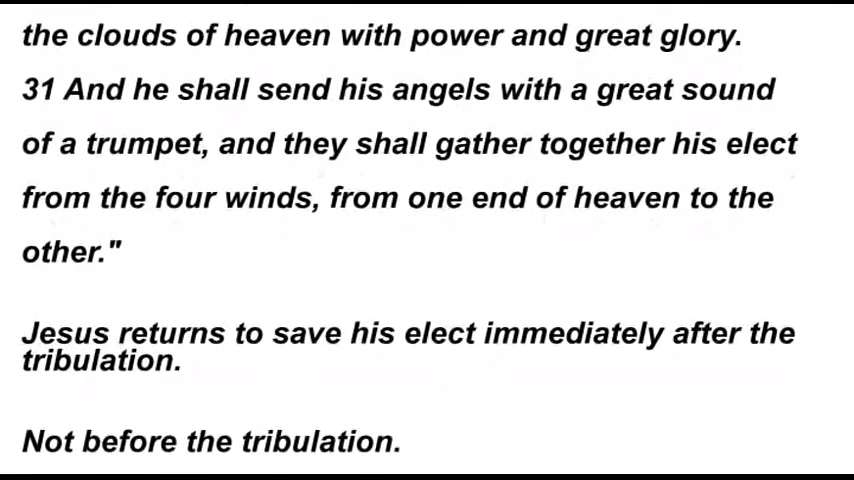 the clouds of heaven with power and great glory.
31 And he shall send his angels with a great sound
of a trumpet, and they shall gather together his elect
from the four winds, from one end of heaven to the
other."
Jesus returns to save his elect immediately after the
tribulation.
Not before the tribulation.